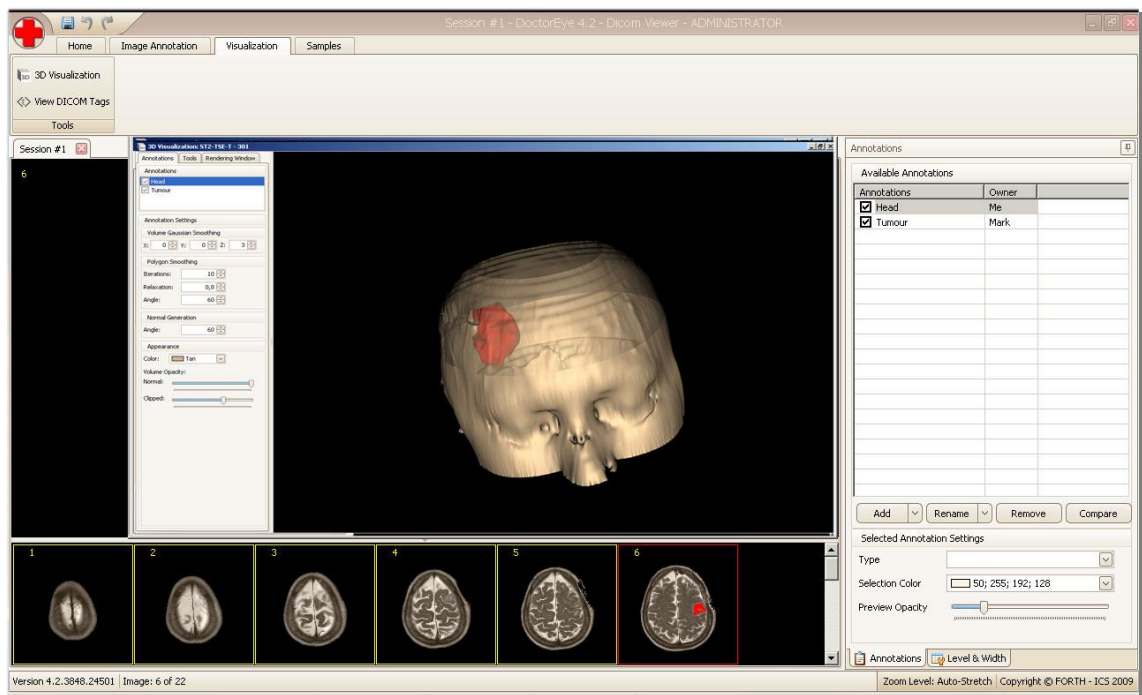 Session #1 - DoctorEye 4.2 - Dicom Viewer - ADMINISTRATOR
Home Image Annotation Visualization Samples
3D Visualization
View DICOM Tags
Tools
Session #1
6
3D Visualization: ST2-TSE-T - 301
Annotations Tools Rendering Window
Annotations
Head
Tumour
Annotation Settings
Volume Gaussian Smoothing
X: 0 Y: 0 Z: 3
Polygon Smoothing
Iterations: 10
Relaxation: 0,8
Angle: 60
Normal Generation
Angle: 60
Appearance
Color: Tan
Volume Opacity:
Normal:
Clipped:
Annotations
Available Annotations
Annotations Owner
Head Me
Tumour Mark
Add Rename Remove Compare
Selected Annotation Settings
Type
Selection Color 50; 255; 192; 128
Preview Opacity
Annotations Level & Width
1 2 3 4 5 6
Version 4.2.3848.24501 Image: 6 of 22
Zoom Level: Auto-Stretch Copyright © FORTH - ICS 2009